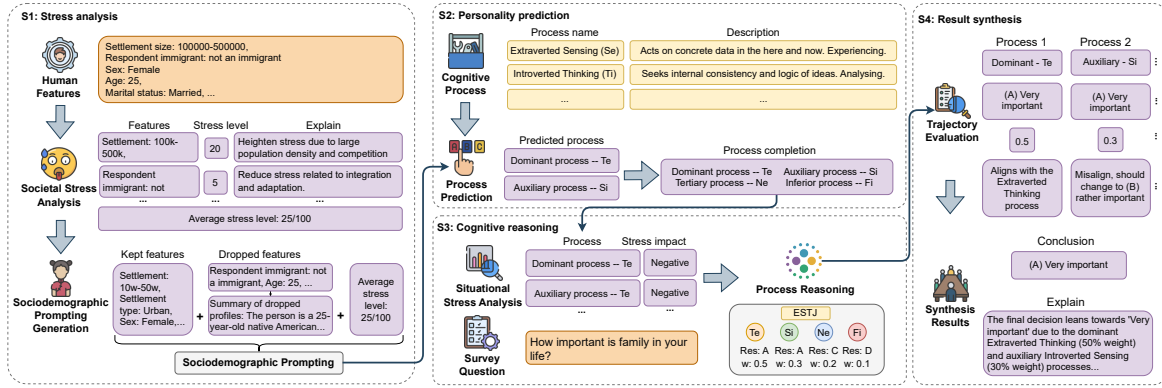 S1: Stress analysis
Human
Features
Settlement size: 100000-500000,
Respondent immigrant: not an immigrant
Sex: Female
Age: 25,
Marital status: Married, ...
Features
Stress level
Explain
Settlement: 100k-
500k,
20
Heighten stress due to large
population density and competition
Respondent
immigrant: not
5
Reduce stress related to integration
and adaptation.
...
...
...
Average stress level: 25/100
Societal Stress
Analysis
Kept features
Dropped features
Settlement:
10w-50w,
Settlement
type: Urban,
Sex: Female,...
+
Respondent immigrant: not
a immigrant, Age: 25, ...
Summary of dropped
profiles: The person is a 25-
year-old native American...
+
Average
stress
level:
25/100
Sociodemographic
Prompting
Generation
Sociodemographic Prompting
S2: Personality prediction
Process name
Description
Extraverted Sensing (Se)
Acts on concrete data in the here and now. Experiencing.
Introverted Thinking (Ti)
Seeks internal consistency and logic of ideas. Analysing.
...
...
Cognitive
Process
A B C
Process
Prediction
Predicted process
Dominant process -- Te
Auxiliary process -- Si
Process completion
Dominant process -- Te Auxiliary process -- Si
Tertiary process -- Ne Inferior process -- Fi
S3: Cognitive reasoning
Process
Stress impact
Dominant process -- Te
Negative
Auxiliary process -- Te
Negative
...
...
Situational
Stress Analysis
Survey
Question
How important is family in your
life?
Process Reasoning
ESTJ
Te Si Ne Fi
Res: A Res: A Res: C Res: D
w: 0.5 w: 0.3 w: 0.2 w: 0.1
S4: Result synthesis
Process 1
Process 2
Dominant - Te
Auxiliary - Si
(A) Very
important
(A) Very
important
0.5
0.3
Aligns with the
Extraverted
Thinking
process
Misalign, should
change to (B)
rather important
Trajectory
Evaluation
Conclusion
(A) Very important
Explain
The final decision leans towards 'Very
important' due to the dominant
Extraverted Thinking (50% weight)
and auxiliary Introverted Sensing
(30% weight) processes...
Synthesis
Results